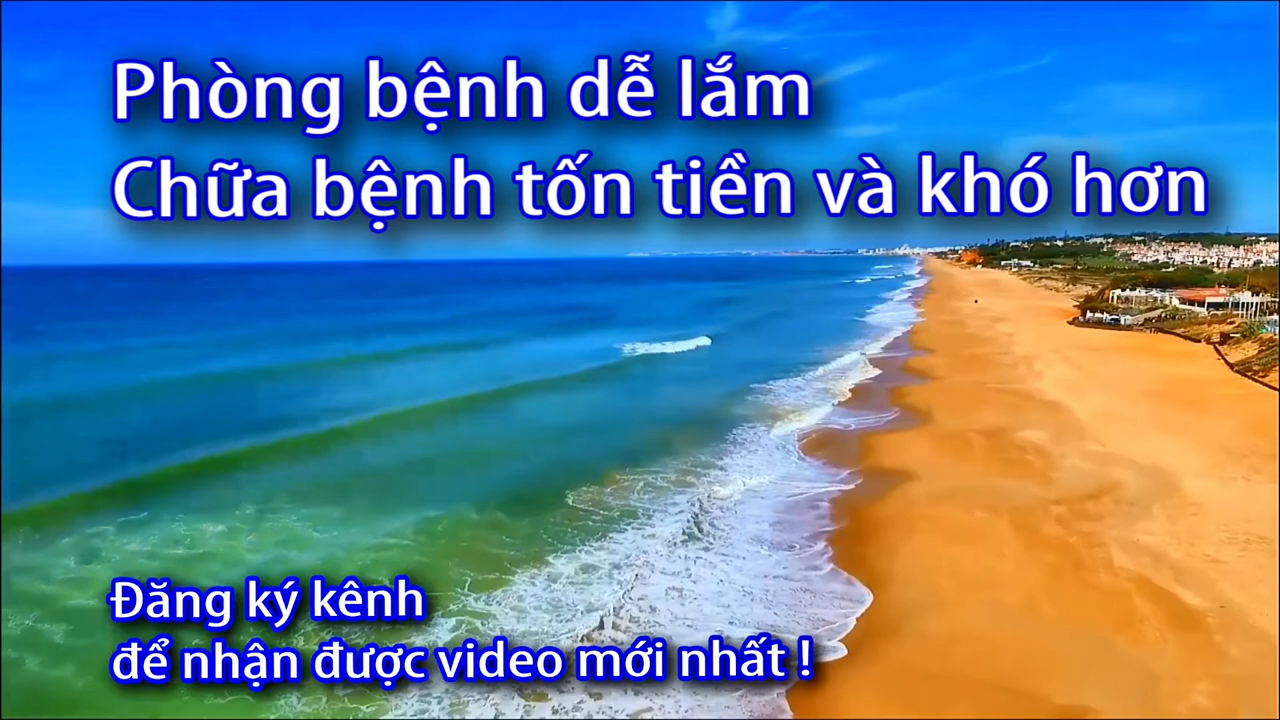 Phòng bệnh dễ lắm
Chữa bệnh tốn tiền và khó hơn
Đăng ký kênh
để nhận được video mới nhất !